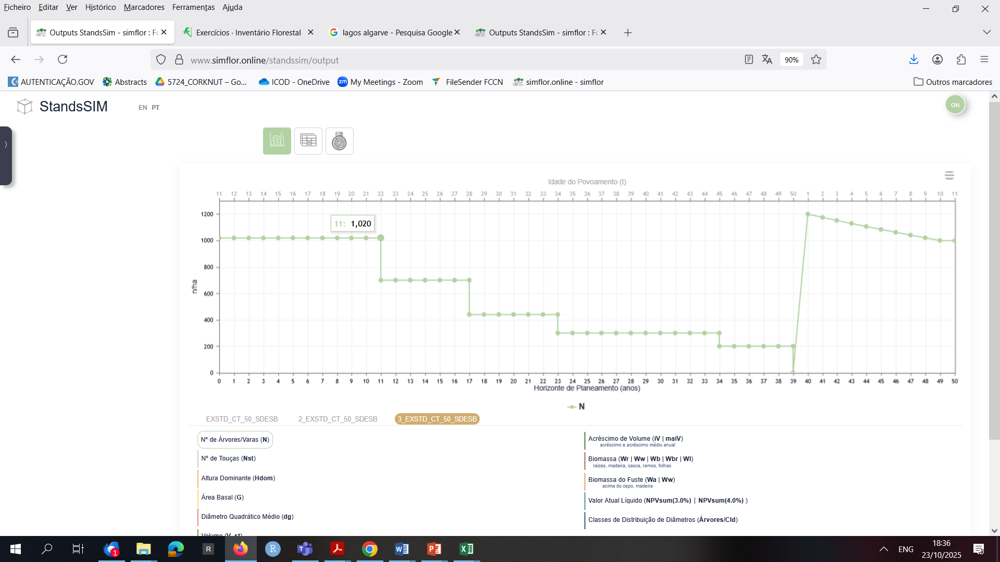 Ficheiro Editar Ver Histórico Marcadores Ferramentas Ajuda
Outputs StandsSim - simflor : Fc
Exercícios · Inventário Florestal
lagos algarve - Pesquisa Google
Outputs StandsSim - simflor : Fc
www.simflor.online/standssim/output
90%
AUTENTICAÇÃO.GOV
Abstracts
5724_CORKNUT – Go...
ICOD - OneDrive
zm My Meetings - Zoom
FileSender FCCN
simflor.online - simflor
Outros marcadores
StandsSIM
EN PT
ON
Idade do Povoamento (t)
11 12 13 14 15 16 17 18 19 20 21 22 23 24 25 26 27 28 29 30 31 32 33 34 35 36 37 38 39 40 41 42 43 44 45 46 47 48 49 50 1 2 3 4 5 6 7 8 9 10 11
1200
11: 1,020
1000
800
n/ha
600
400
200
0
0 1 2 3 4 5 6 7 8 9 10 11 12 13 14 15 16 17 18 19 20 21 22 23 24 25 26 27 28 29 30 31 32 33 34 35 36 37 38 39 40 41 42 43 44 45 46 47 48 49 50
Horizonte de Planeamento (anos)
N
EXSTD_CT_50_SDESB 2_EXSTD_CT_50_SDESB 3_EXSTD_CT_50_SDESB
Nº de Árvores/Varas (N)
Nº de Touças (Nst)
Altura Dominante (Hdom)
Área Basal (G)
Diâmetro Quadrático Médio (dg)
Volume (V, st)
Acréscimo de Volume (iV | maiV)
acréscimo e acréscimo médio anual
Biomassa (Wr | Ww | Wb | Wbr | Wl)
raizes, madeira, casca, ramos, folhas
Biomassa do Fuste (Wa | Ww)
acima do cepo, madeira
Valor Atual Líquido (NPVsum(3.0%) | NPVsum(4.0%) )
Classes de Distribuição de Diâmetros (Árvores/Cld)
1
R
R
ENG
18:36
23/10/2025